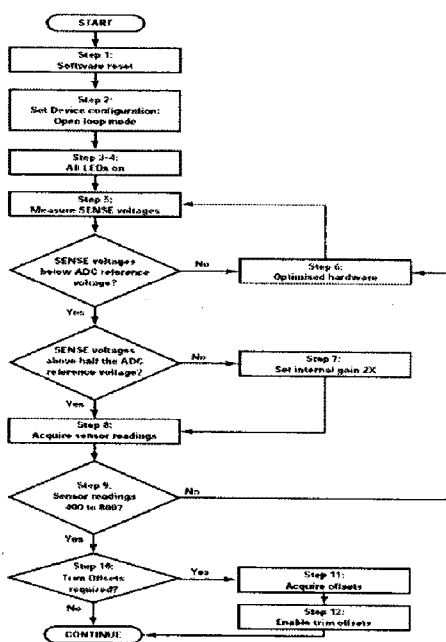 START
Step 1:
Software reset
Step 2:
Set Device configuration:
Open loop mode
Step 3-4:
All LEDs on
Step 5:
Measure SENSE voltages
SENSE voltages
below ADC reference
voltage?
No
Step 6:
Optimised hardware
Yes
SENSE voltages
above half the ADC
reference voltage?
No
Step 7:
Set internal gain 2X
Yes
Step 8:
Acquire sensor readings
Step 9:
Sensor readings
400 to 800?
No
Yes
Step 10:
Trim Offsets
required?
Yes
Step 11:
Acquire offsets
No
Step 12:
Enable trim offsets
CONTINUE